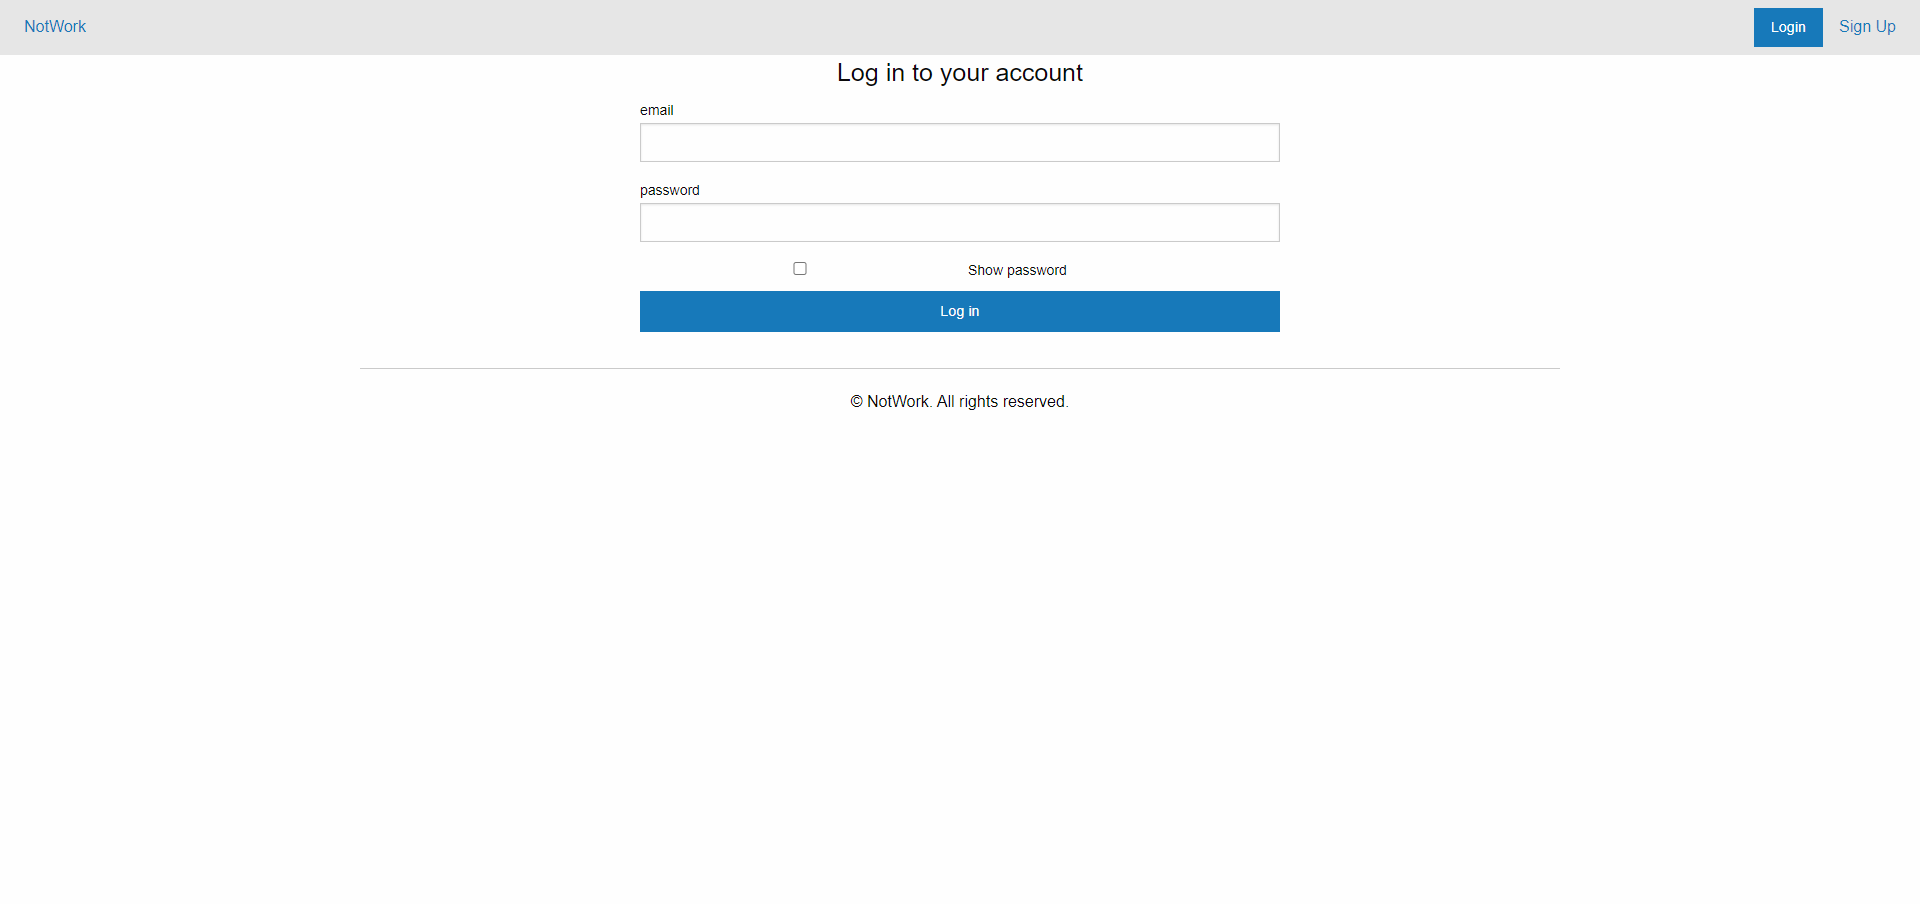 NotWork Login Sign Up
Log in to your account
email
password
Show password
Log in
© NotWork. All rights reserved.